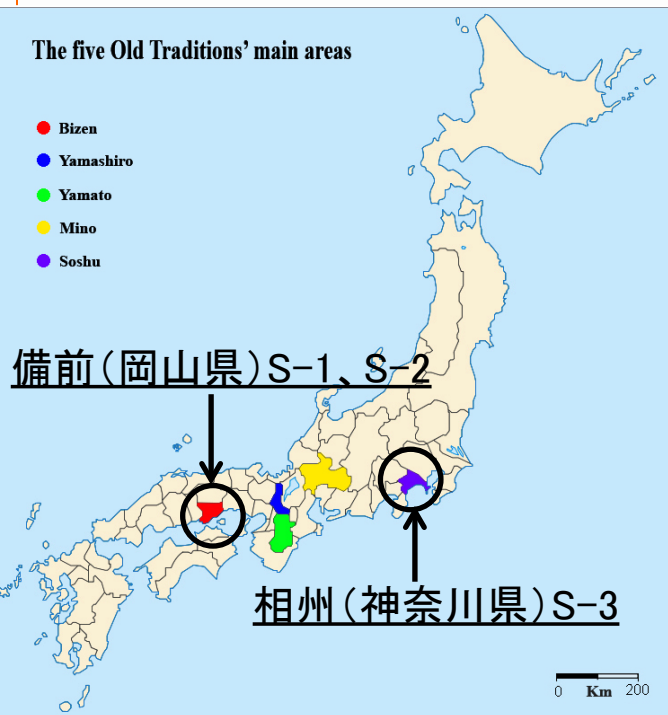 The five Old Traditions' main areas
Bizen
Yamashiro
Yamato
Mino
Soshu
備前（岡山県）S-1、S-2
相州（神奈川県）S-3
0 Km 200